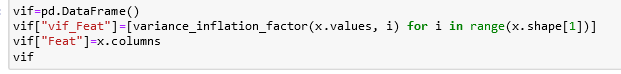 vif=pd.DataFrame()
vif["vif_Feat"]=[variance_inflation_factor(x.values, i) for i in range(x.shape[1])]
vif["Feat"]=x.columns
vif